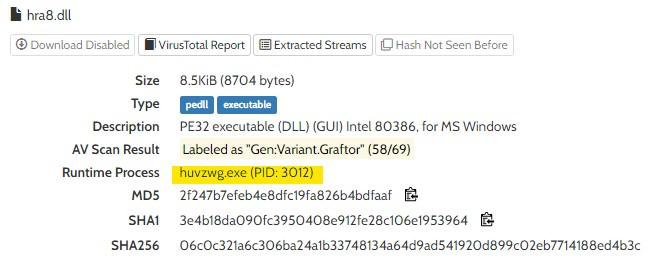 hra8.dll
Download Disabled VirusTotal Report Extracted Streams Hash Not Seen Before
Size 8.5KiB (8704 bytes)
Type pedll executable
Description PE32 executable (DLL) (GUI) Intel 80386, for MS Windows
AV Scan Result Labeled as "Gen:Variant.Graftor" (58/69)
Runtime Process huvzwg.exe (PID: 3012)
MD5 2f247b7efeb4e8dfc19fa826b4bdfaaf
SHA1 3e4b18da090fc3950408e912fe28c106e1953964
SHA256 06c0c321a6c306ba24a1b33748134a64d9ad541920d899c02eb7714188ed4b3c